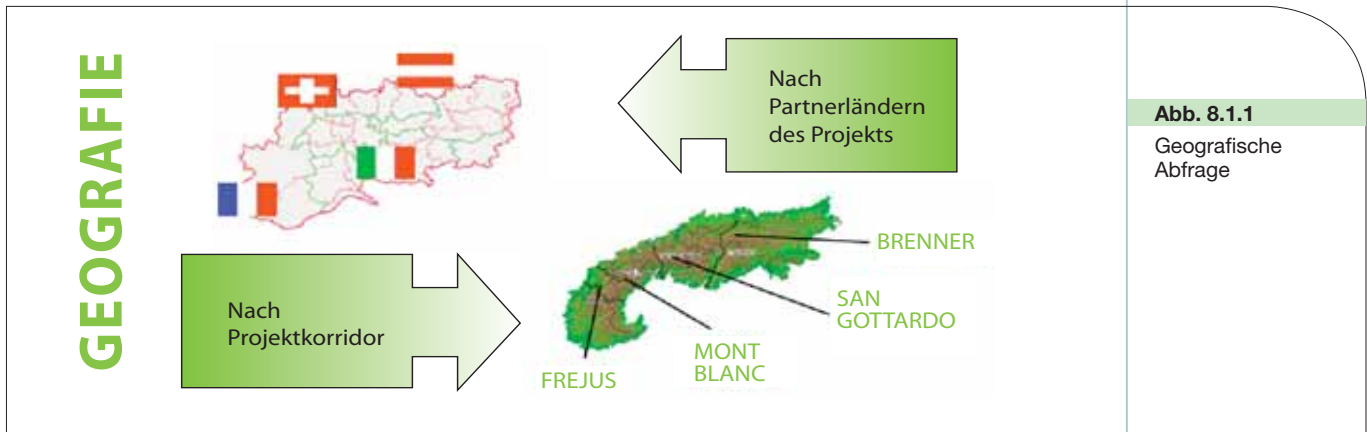 GEOGRAFIE
Nach
Partnerländern
des Projekts
Abb. 8.1.1
Geografische
Abfrage
BRENNER
SAN
GOTTARDO
Nach
Projektkorridor
MONT
BLANC
FREJUS